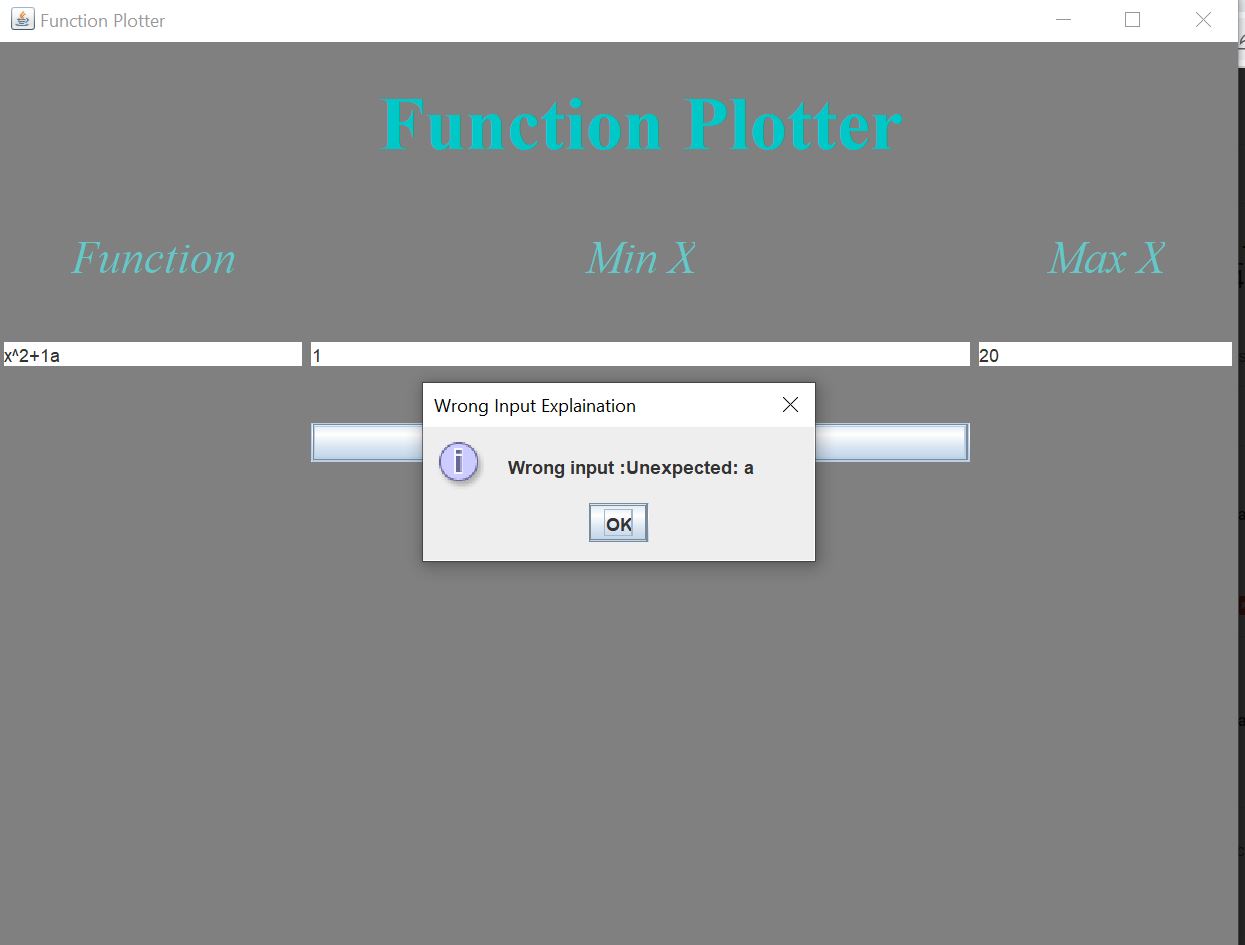 Function Plotter
Function Plotter
Function Min X Max X
x^2+1a 1 20
Wrong Input Explaination
Wrong input :Unexpected: a
OK